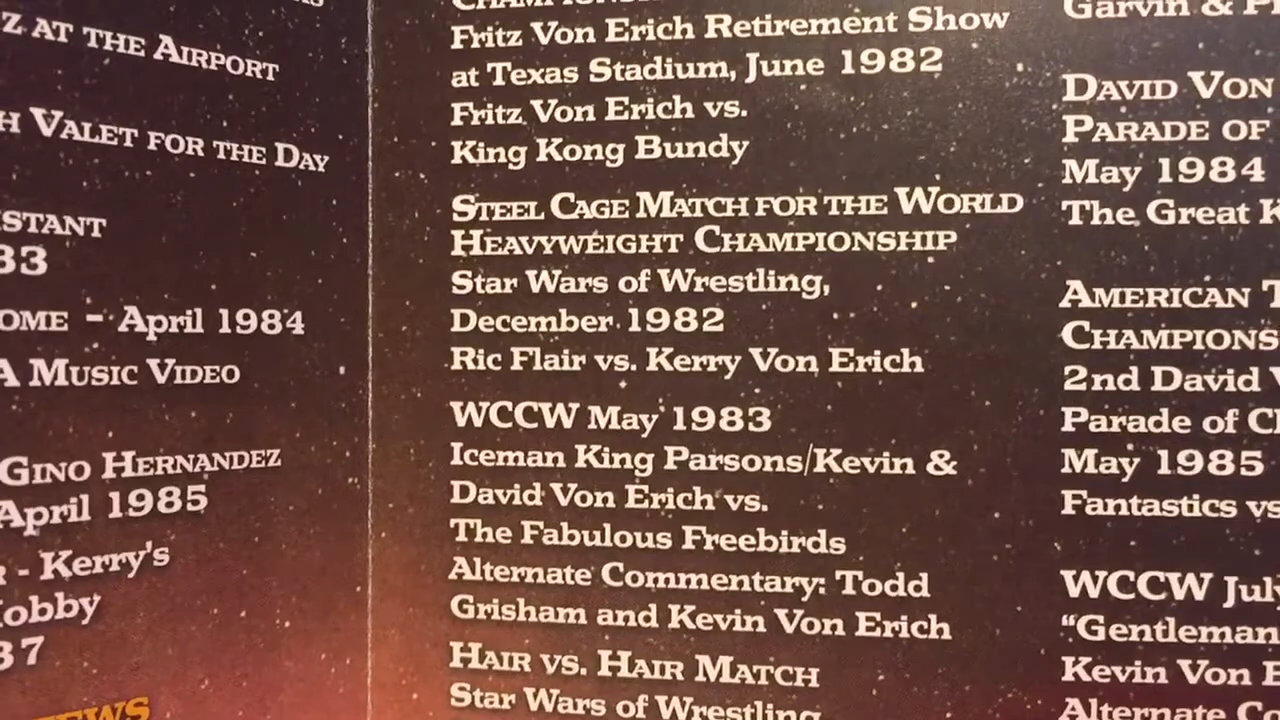 Z AT THE AIRPORT
H VALET FOR THE DAY
STANT
33
OME - April 1984
A MUSIC VIDEO
GINO HERNANDEZ
April 1985
- Kerry's
obby
37
EWS
Fritz Von Erich Retirement Show
at Texas Stadium, June 1982
Fritz Von Erich vs.
King Kong Bundy
STEEL CAGE MATCH FOR THE WORLD
HEAVYWEIGHT CHAMPIONSHIP
Star Wars of Wrestling,
December 1982
Ric Flair vs. Kerry Von Erich
WCCW May 1983
Iceman King Parsons/Kevin &
David Von Erich vs.
The Fabulous Freebirds
Alternate Commentary: Todd
Grisham and Kevin Von Erich
HAIR VS. HAIR MATCH
Star Wars of Wrestling
Garvin & P
DAVID VON
PARADE OF
May 1984
The Great K
AMERICAN T
CHAMPIONS
2nd David V
Parade of Ch
May 1985
Fantastics vs
WCCW July
“Gentleman
Kevin Von E
Alternate Co